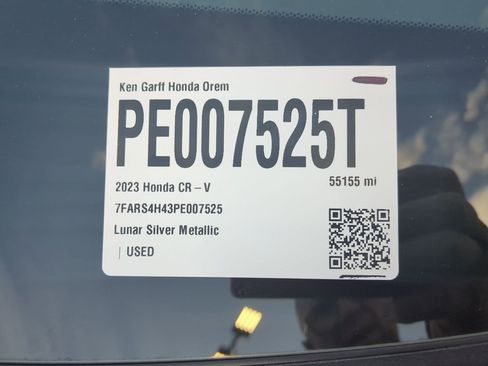 Ken Garff Honda Orem
PE007525T
2023 Honda CR – V 55155 mi
7FARS4H43PE007525
Lunar Silver Metallic
| USED